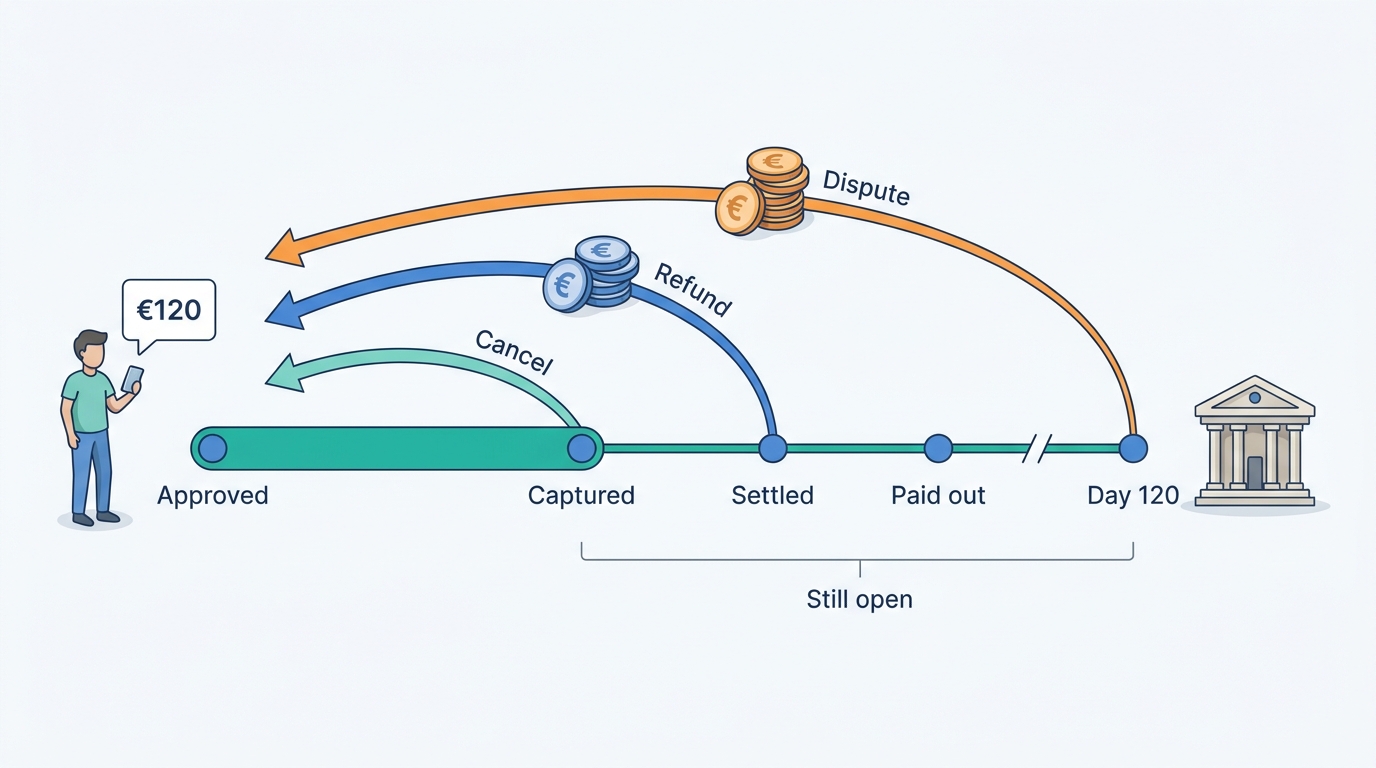 Dispute
Refund
€120
Cancel
Approved
Captured
Settled
Paid out
Day 120
Still open
€
€
€
€